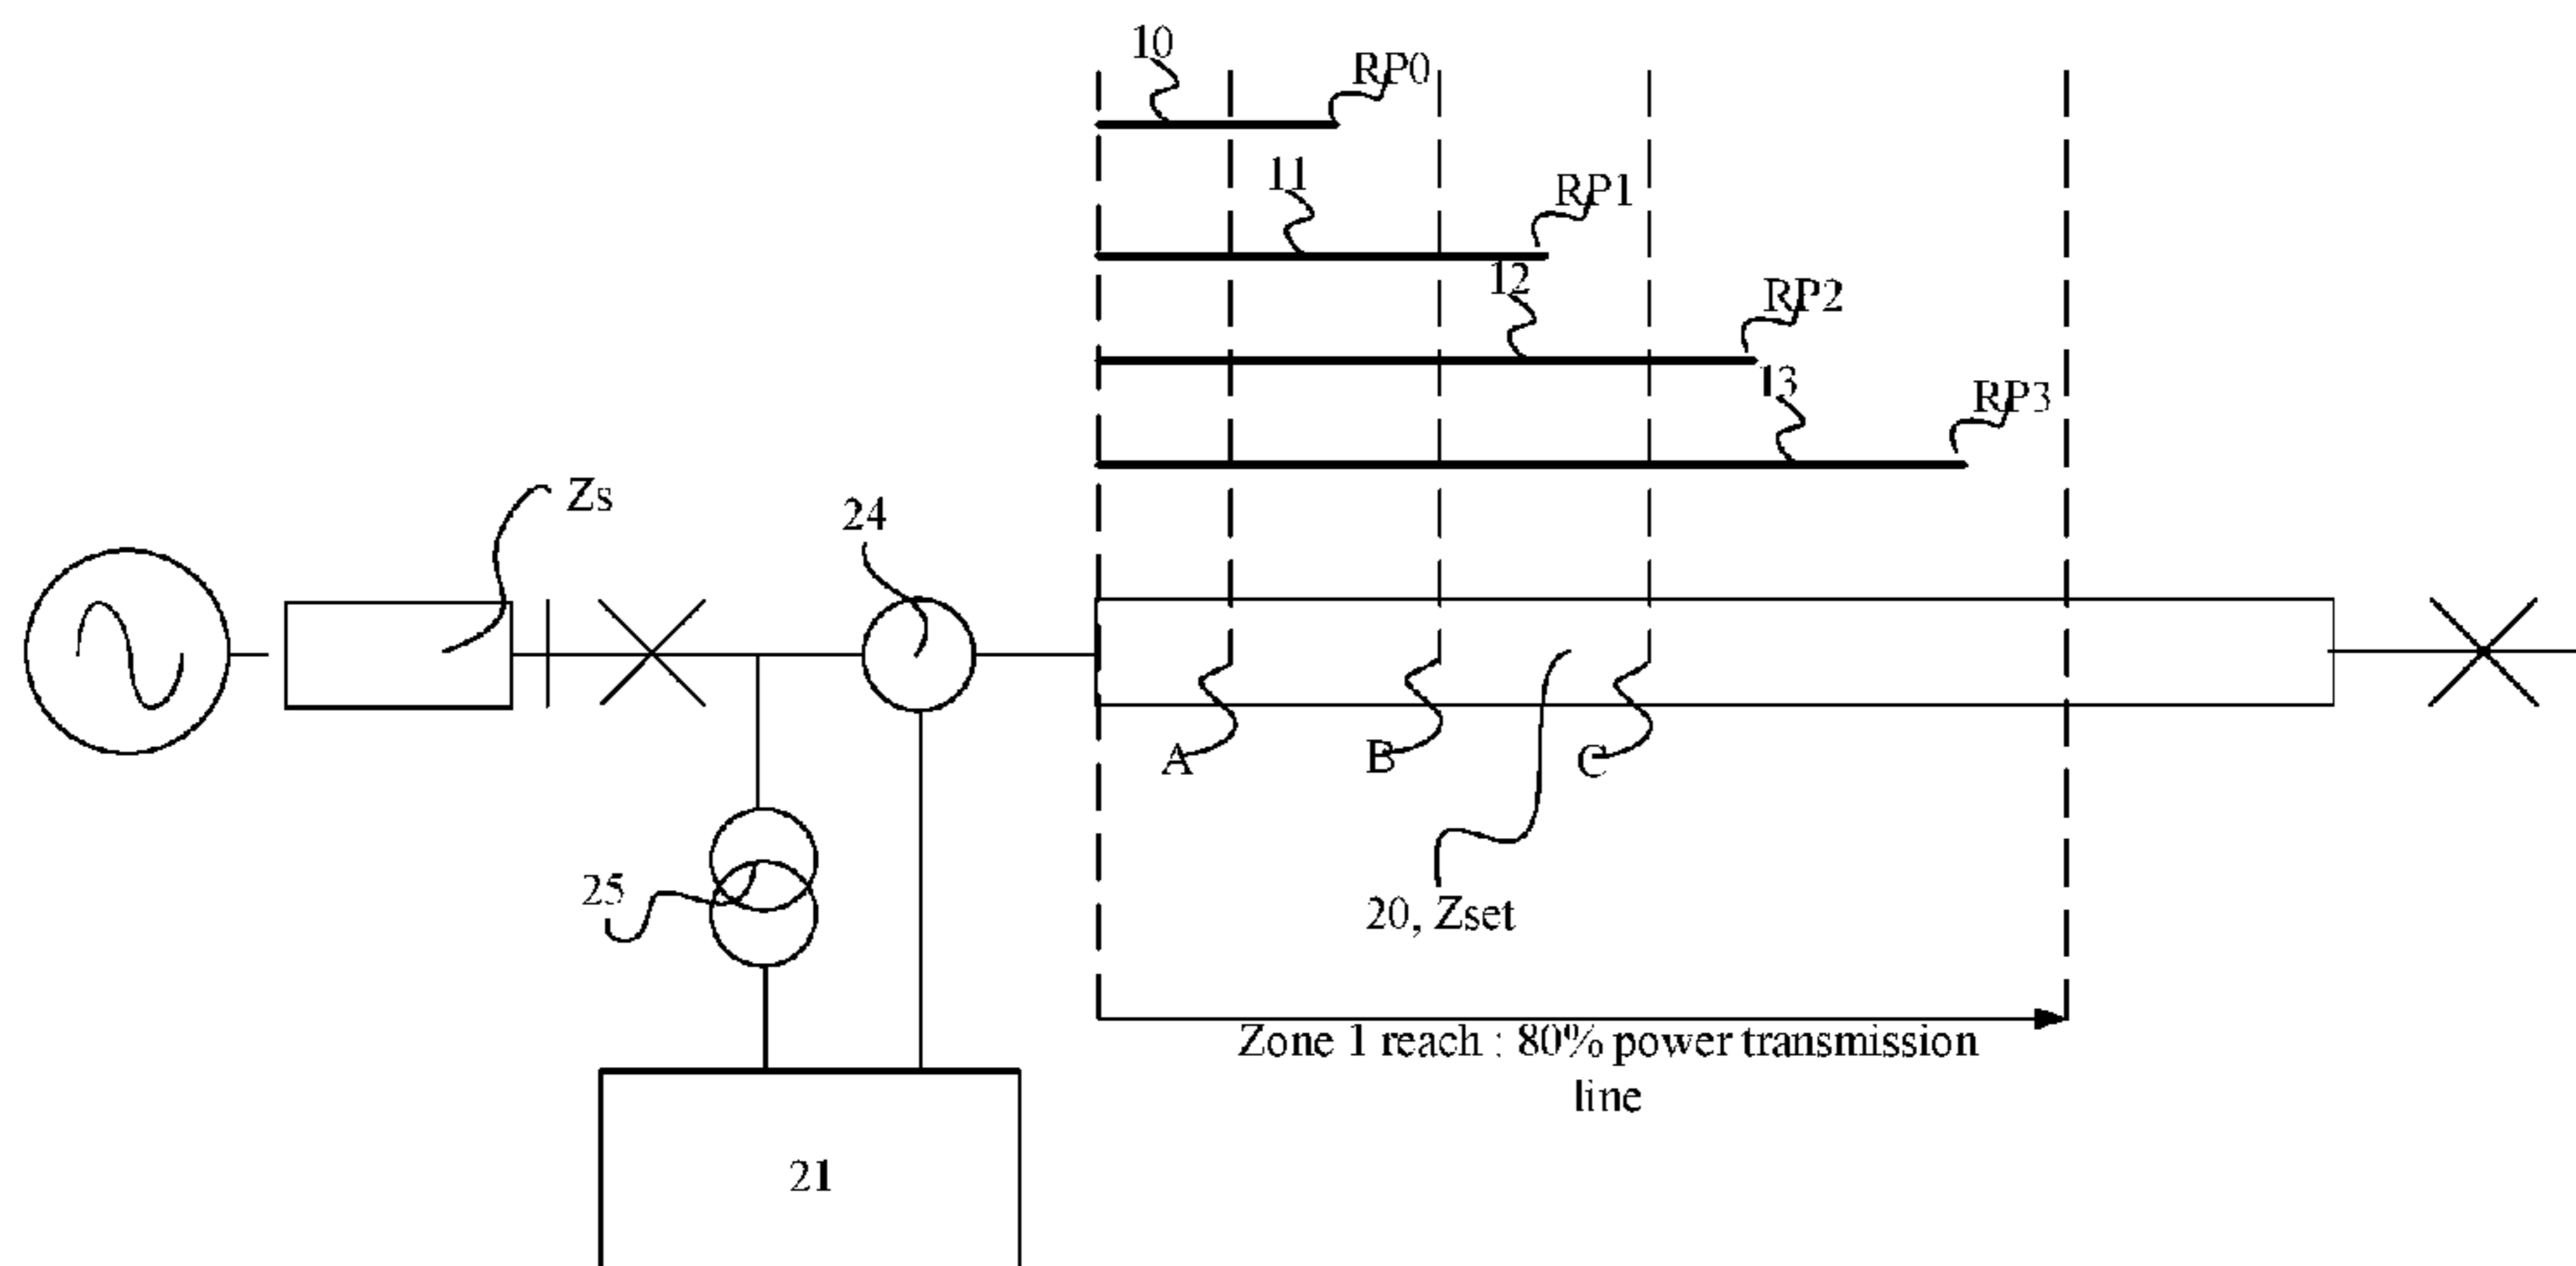 10
RP0
11
RP1
12
RP2
13
RP3
Zs
24
A
B
C
25
20, Zset
Zone 1 reach : 80% power transmission
line
21